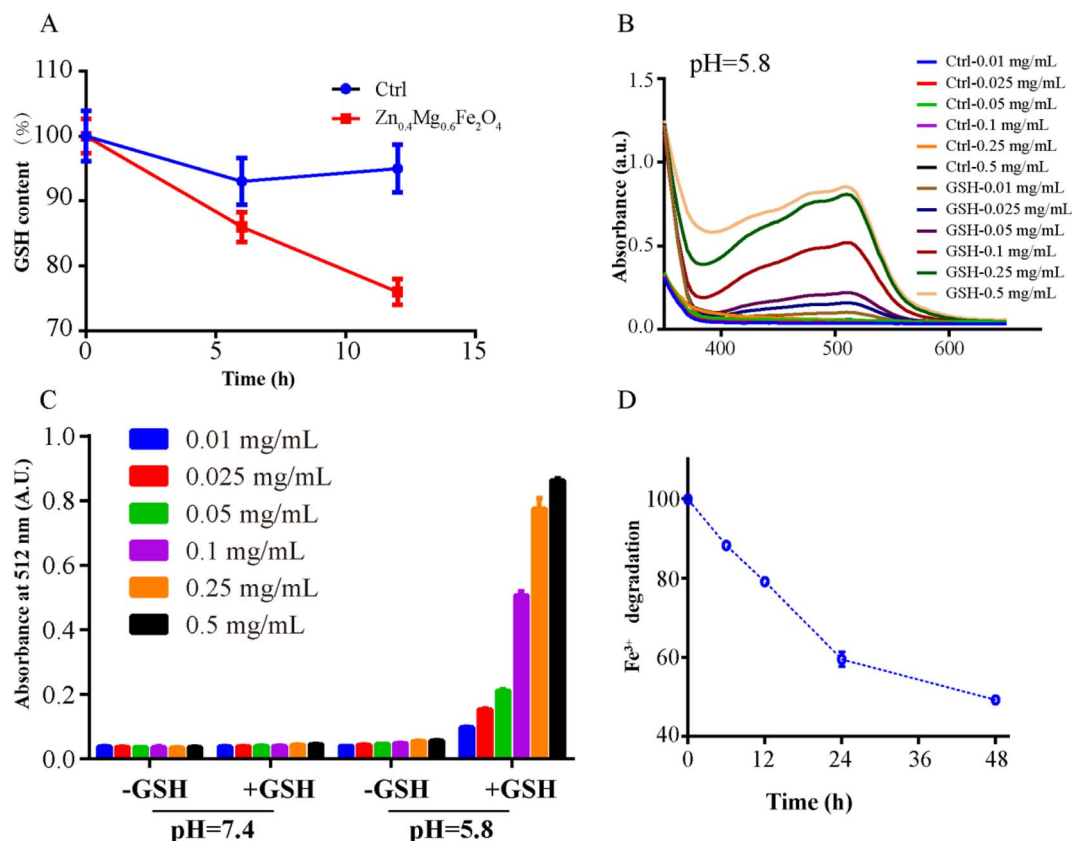 A
110
100
90
80
70
GSH content (%)
0
5
10
15
Time (h)
Ctrl
Zn0.4Mg0.6Fe2O4
B
pH=5.8
1.5
1.0
0.5
0.0
Absorbance (a.u.)
400
500
600
Ctrl-0.01 mg/mL
Ctrl-0.025 mg/mL
Ctrl-0.05 mg/mL
Ctrl-0.1 mg/mL
Ctrl-0.25 mg/mL
Ctrl-0.5 mg/mL
GSH-0.01 mg/mL
GSH-0.025 mg/mL
GSH-0.05 mg/mL
GSH-0.1 mg/mL
GSH-0.25 mg/mL
GSH-0.5 mg/mL
C
1.0
0.8
0.6
0.4
0.2
0.0
Absorbance at 512 nm (A.U.)
0.01 mg/mL
0.025 mg/mL
0.05 mg/mL
0.1 mg/mL
0.25 mg/mL
0.5 mg/mL
-GSH +GSH -GSH +GSH
pH=7.4 pH=5.8
D
100
80
60
40
Fe³⁺ degradation
0 12 24 36 48
Time (h)